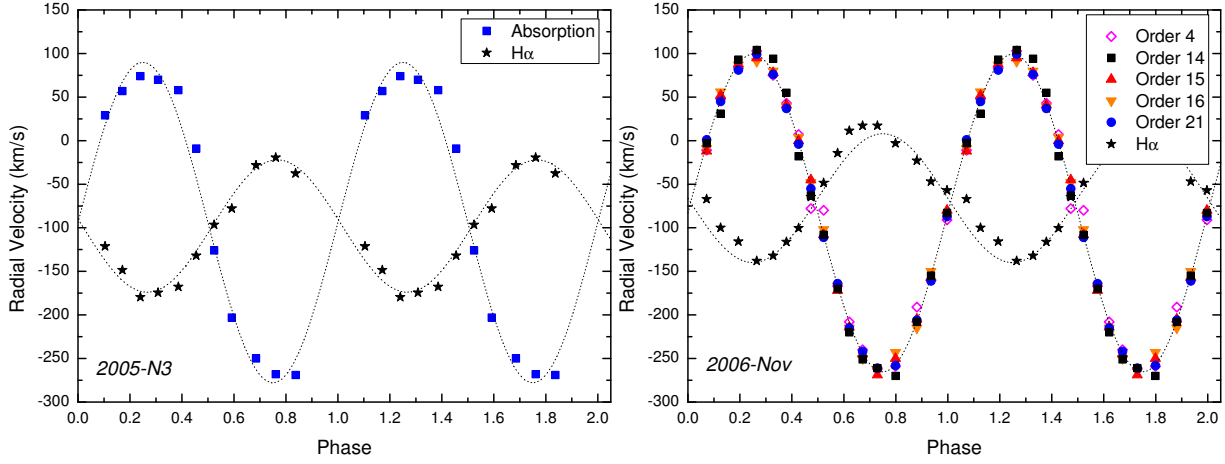 Absorption
Hα
100
50
0
-50
-100
-150
-200
-250
-300
Radial Velocity (km/s)
2005-N3
0.0 0.2 0.4 0.6 0.8 1.0 1.2 1.4 1.6 1.8 2.0
Phase
Order 4
Order 14
Order 15
Order 16
Order 21
Hα
150
100
50
0
-50
-100
-150
-200
-250
-300
Radial Velocity (km/s)
2006-Nov
0.0 0.2 0.4 0.6 0.8 1.0 1.2 1.4 1.6 1.8 2.0
Phase